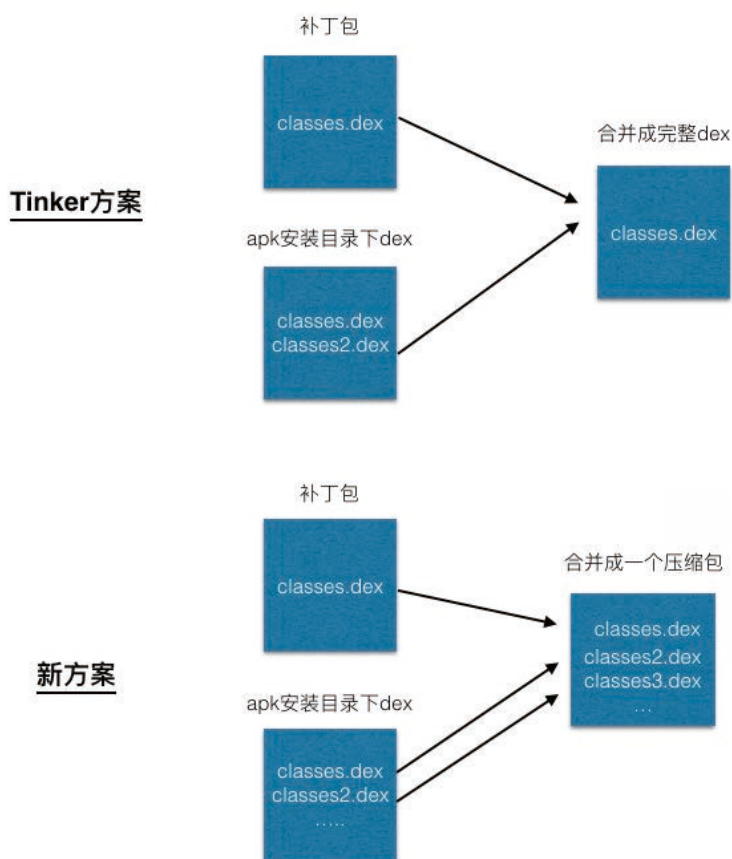 补丁包
classes.dex
合并成完整dex
Tinker方案
classes.dex
apk安装目录下dex
classes.dex
classes2.dex
补丁包
合并成一个压缩包
classes.dex
classes.dex
classes2.dex
classes3.dex
...
新方案
apk安装目录下dex
classes.dex
classes2.dex
.....